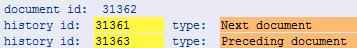 document id: 31362
history id: 31361 type: Next document
history id: 31363 type: Preceding document